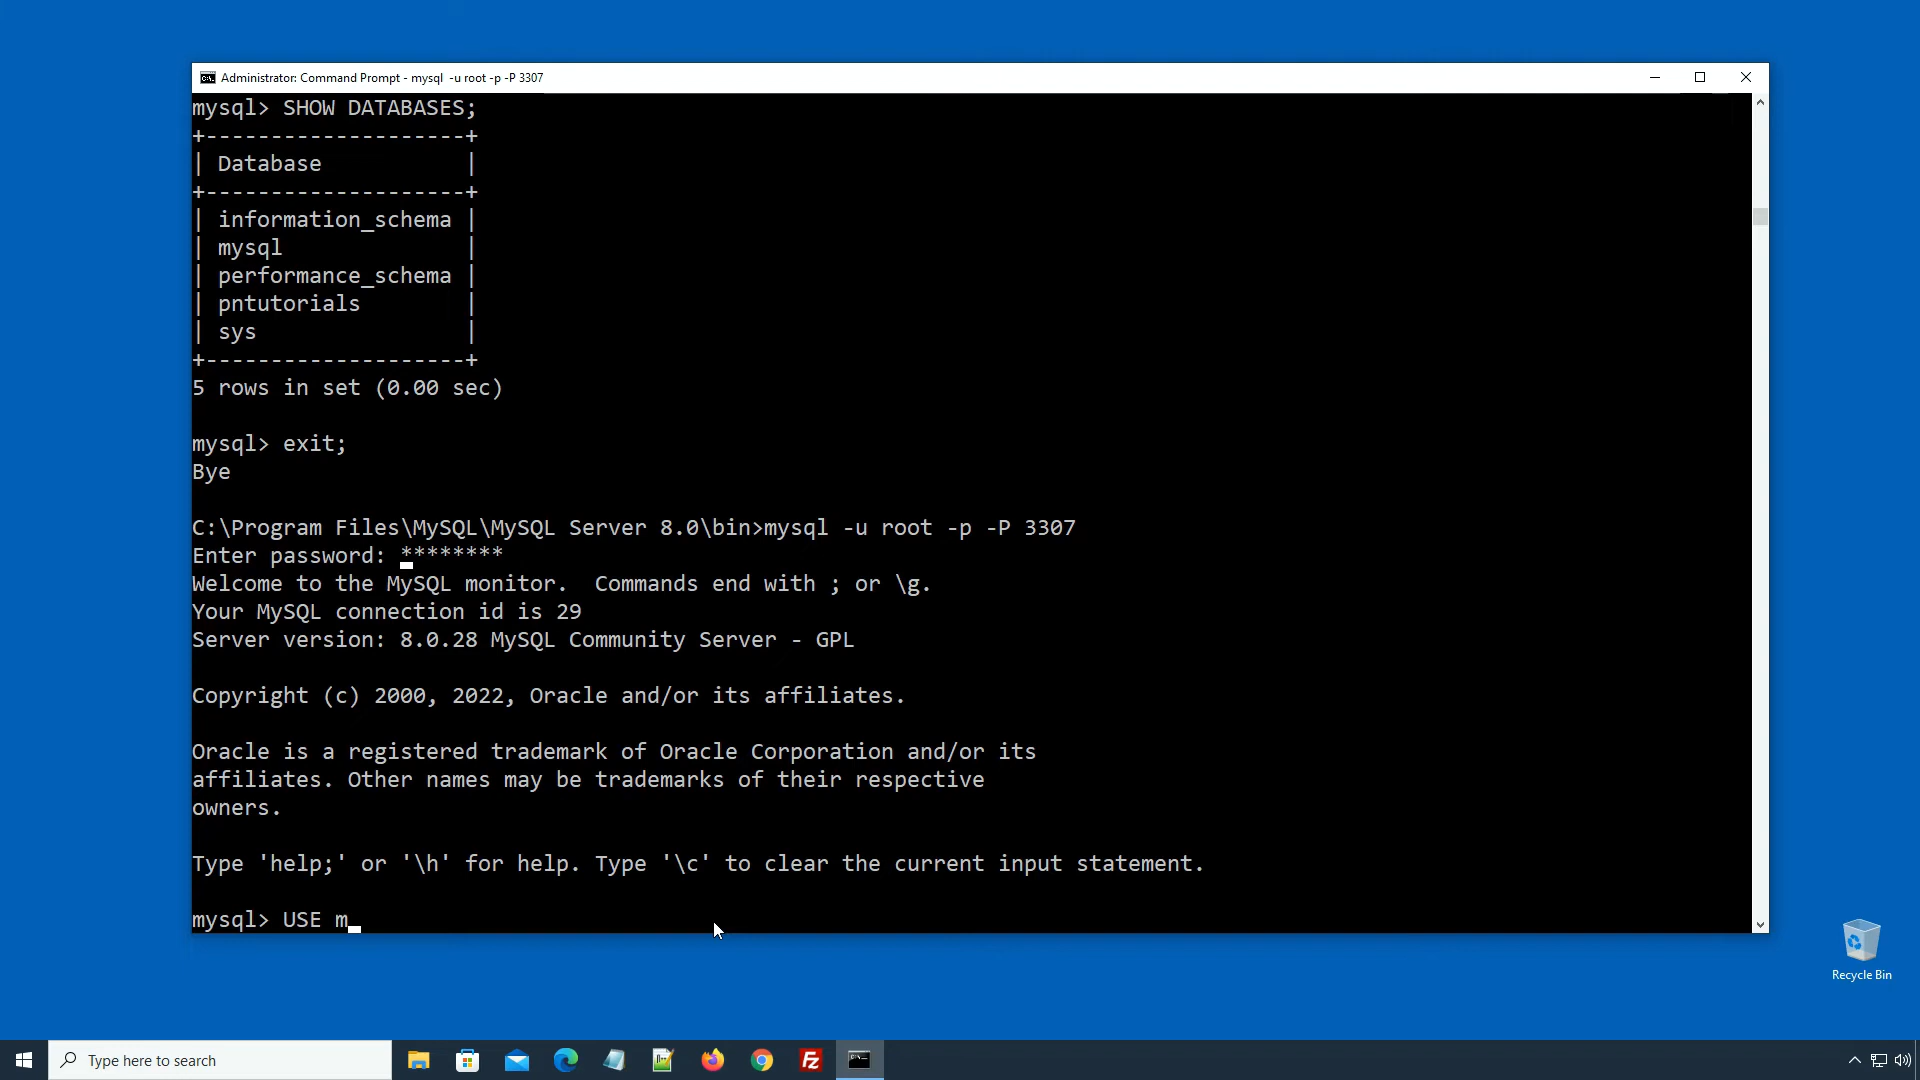 Administrator: Command Prompt - mysql  -u root -p -P 3307
mysql> SHOW DATABASES;
+--------------------+
| Database           |
+--------------------+
| information_schema |
| mysql              |
| performance_schema |
| pntutorials        |
| sys                |
+--------------------+
5 rows in set (0.00 sec)
mysql> exit;
Bye
C:\Program Files\MySQL\MySQL Server 8.0\bin>mysql -u root -p -P 3307
Enter password: ********
Welcome to the MySQL monitor.  Commands end with ; or \g.
Your MySQL connection id is 29
Server version: 8.0.28 MySQL Community Server - GPL
Copyright (c) 2000, 2022, Oracle and/or its affiliates.
Oracle is a registered trademark of Oracle Corporation and/or its
affiliates. Other names may be trademarks of their respective
owners.
Type 'help;' or '\h' for help. Type '\c' to clear the current input statement.
mysql> USE m_
Recycle Bin
Type here to search